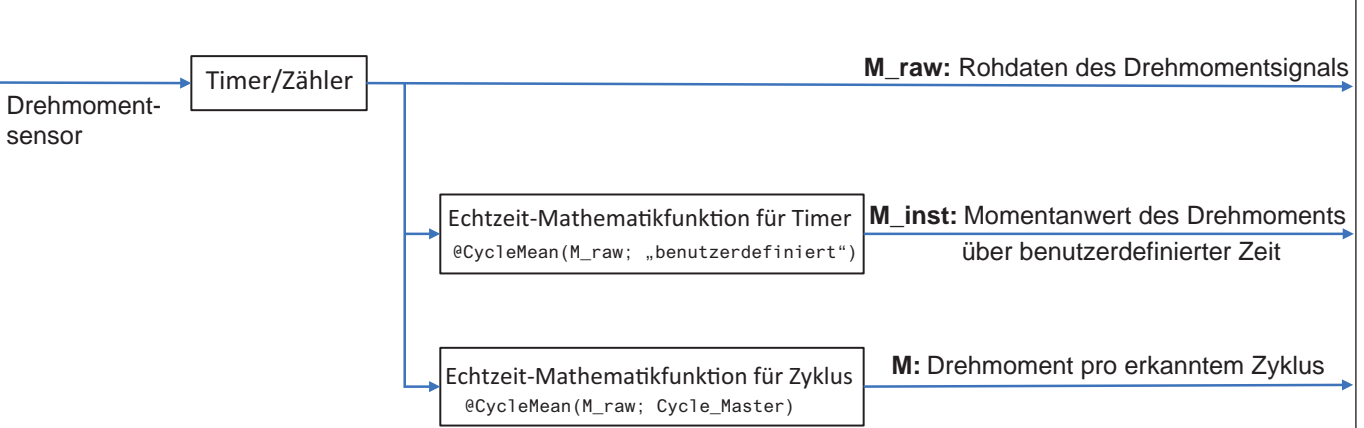 Drehmoment-
sensor
Timer/Zähler
M_raw: Rohdaten des Drehmomentsignals
Echtzeit-Mathematikfunktion für Timer
@CycleMean(M_raw; „benutzerdefiniert“)
M_inst: Momentanwert des Drehmoments
über benutzerdefinierter Zeit
Echtzeit-Mathematikfunktion für Zyklus
@CycleMean(M_raw; Cycle_Master)
M: Drehmoment pro erkanntem Zyklus